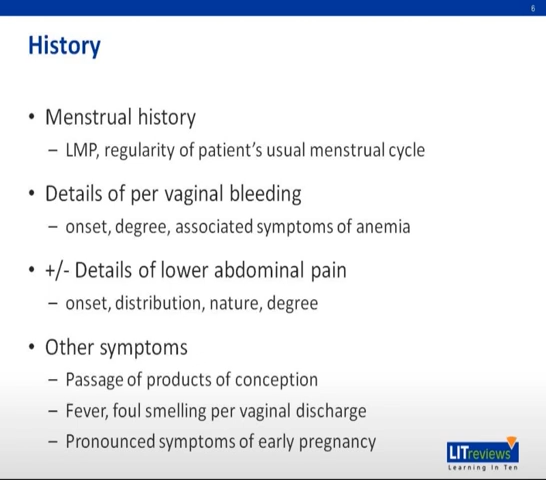 6
History
• Menstrual history
– LMP, regularity of patient's usual menstrual cycle
• Details of per vaginal bleeding
– onset, degree, associated symptoms of anemia
• +/- Details of lower abdominal pain
– onset, distribution, nature, degree
• Other symptoms
– Passage of products of conception
– Fever, foul smelling per vaginal discharge
– Pronounced symptoms of early pregnancy
LITreviews
Learning In Ten